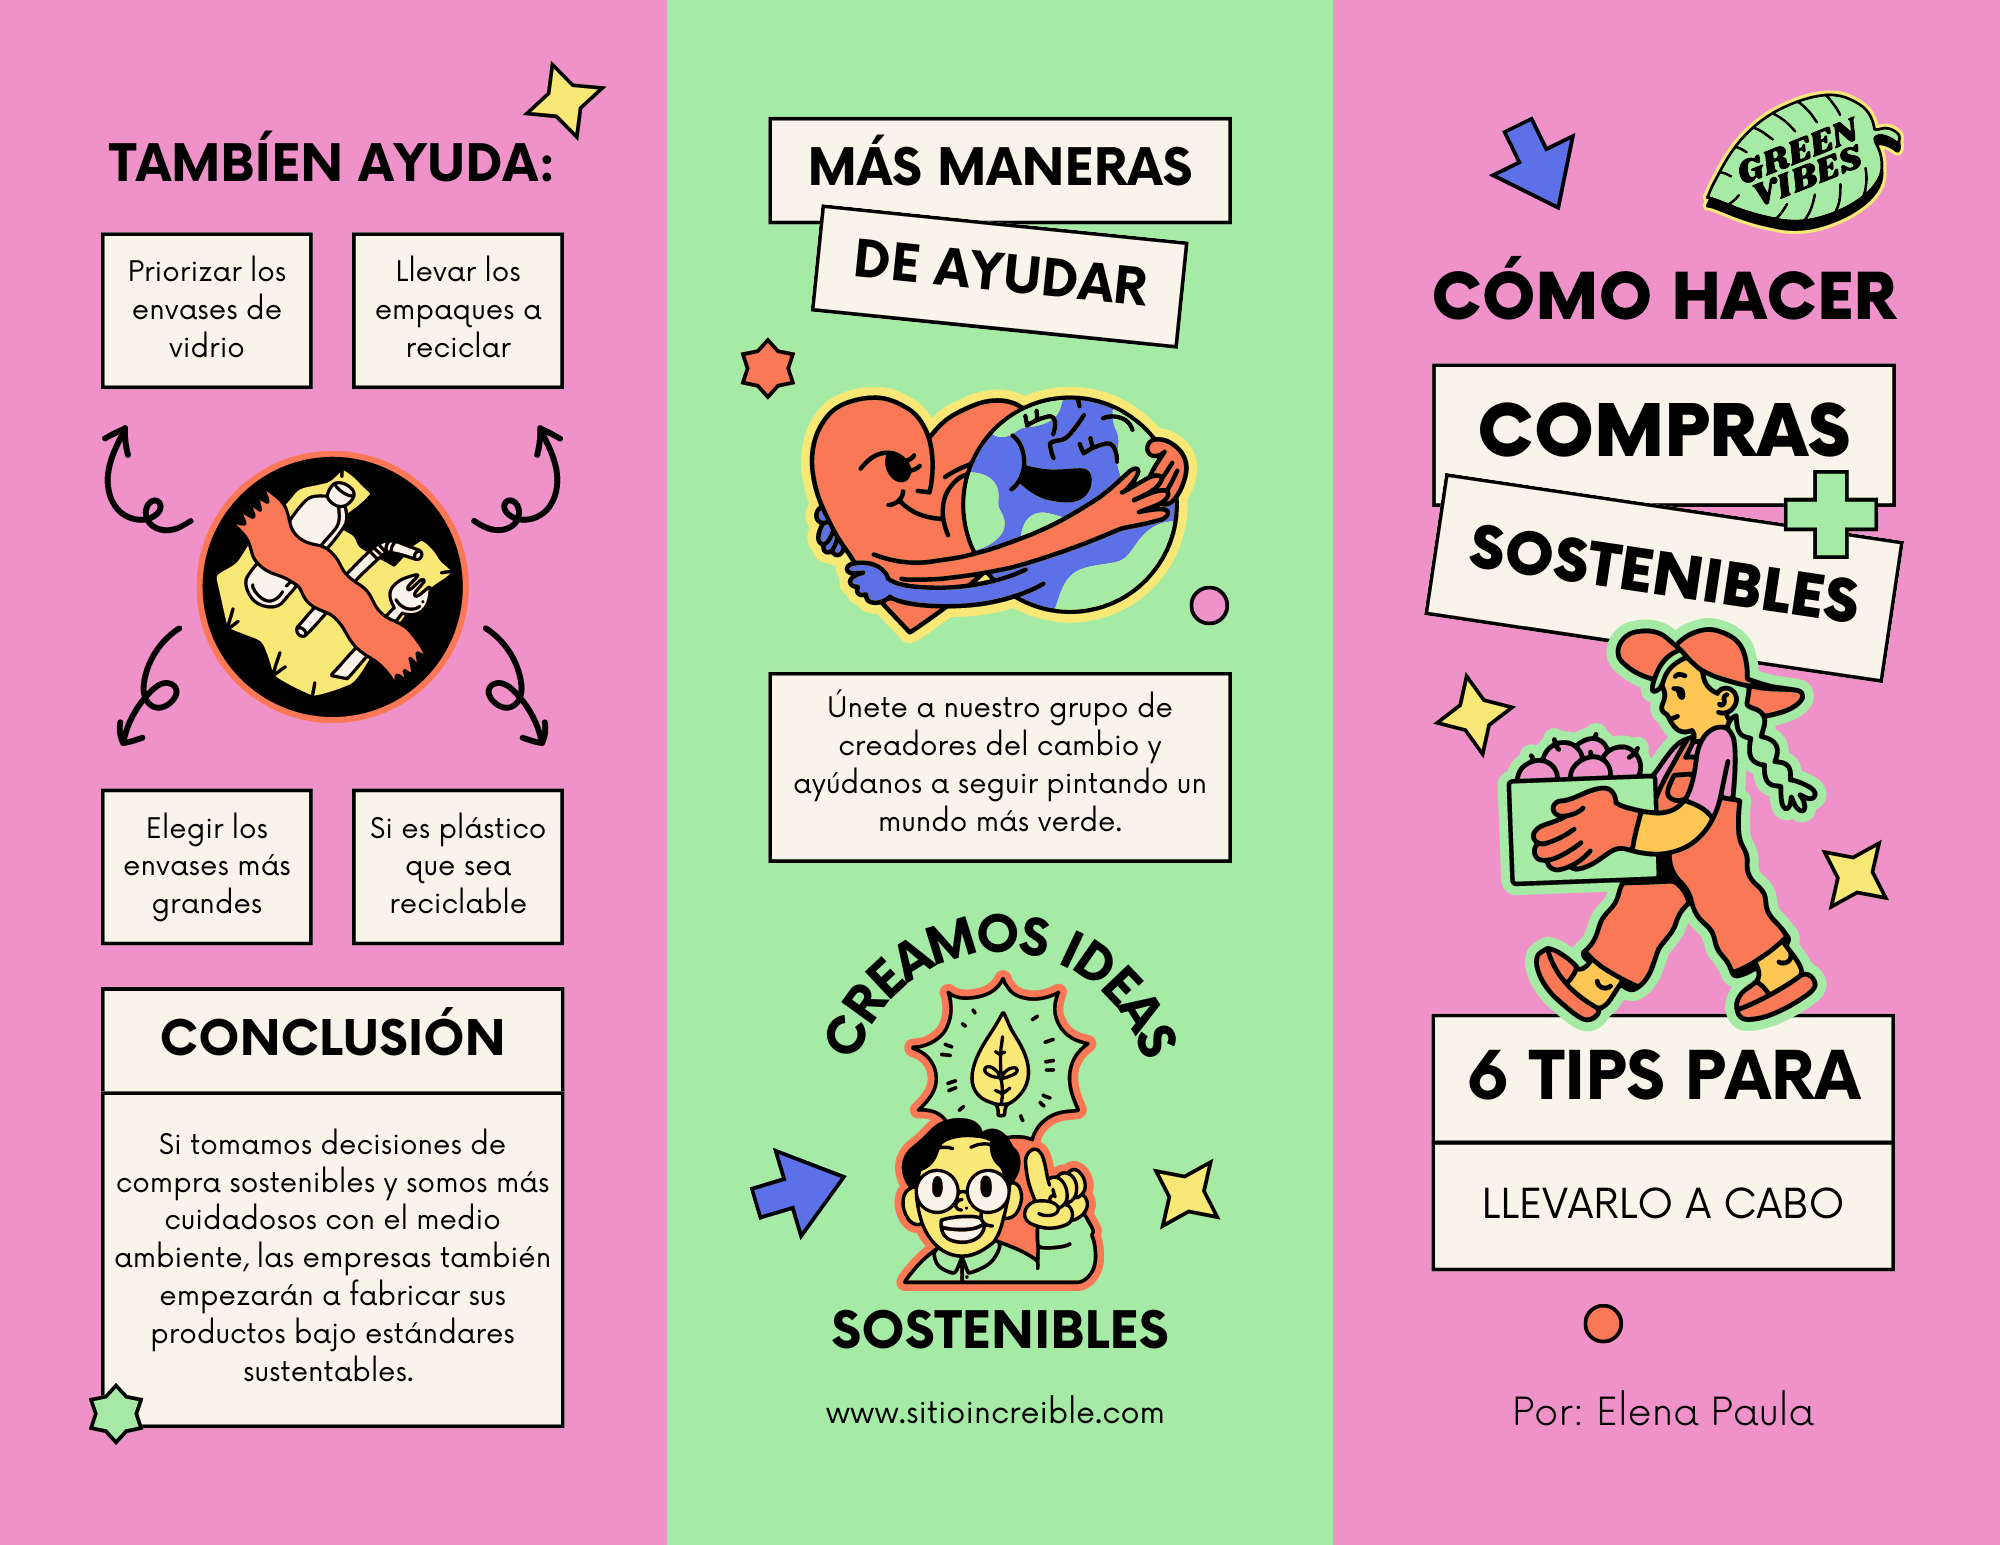 TAMBÍEN AYUDA:
Priorizar los
envases de
vidrio
Llevar los
empaques a
reciclar
Elegir los
envases más
grandes
Si es plástico
que sea
reciclable
CONCLUSIÓN
Si tomamos decisiones de
compra sostenibles y somos más
cuidadosos con el medio
ambiente, las empresas también
empezarán a fabricar sus
productos bajo estándares
sustentables.
MÁS MANERAS
DE AYUDAR
Únete a nuestro grupo de
creadores del cambio y
ayúdanos a seguir pintando un
mundo más verde.
CREAMOS IDEAS
SOSTENIBLES
www.sitioincreible.com
GREEN
VIBES
CÓMO HACER
COMPRAS
SOSTENIBLES
6 TIPS PARA
LLEVARLO A CABO
Por: Elena Paula